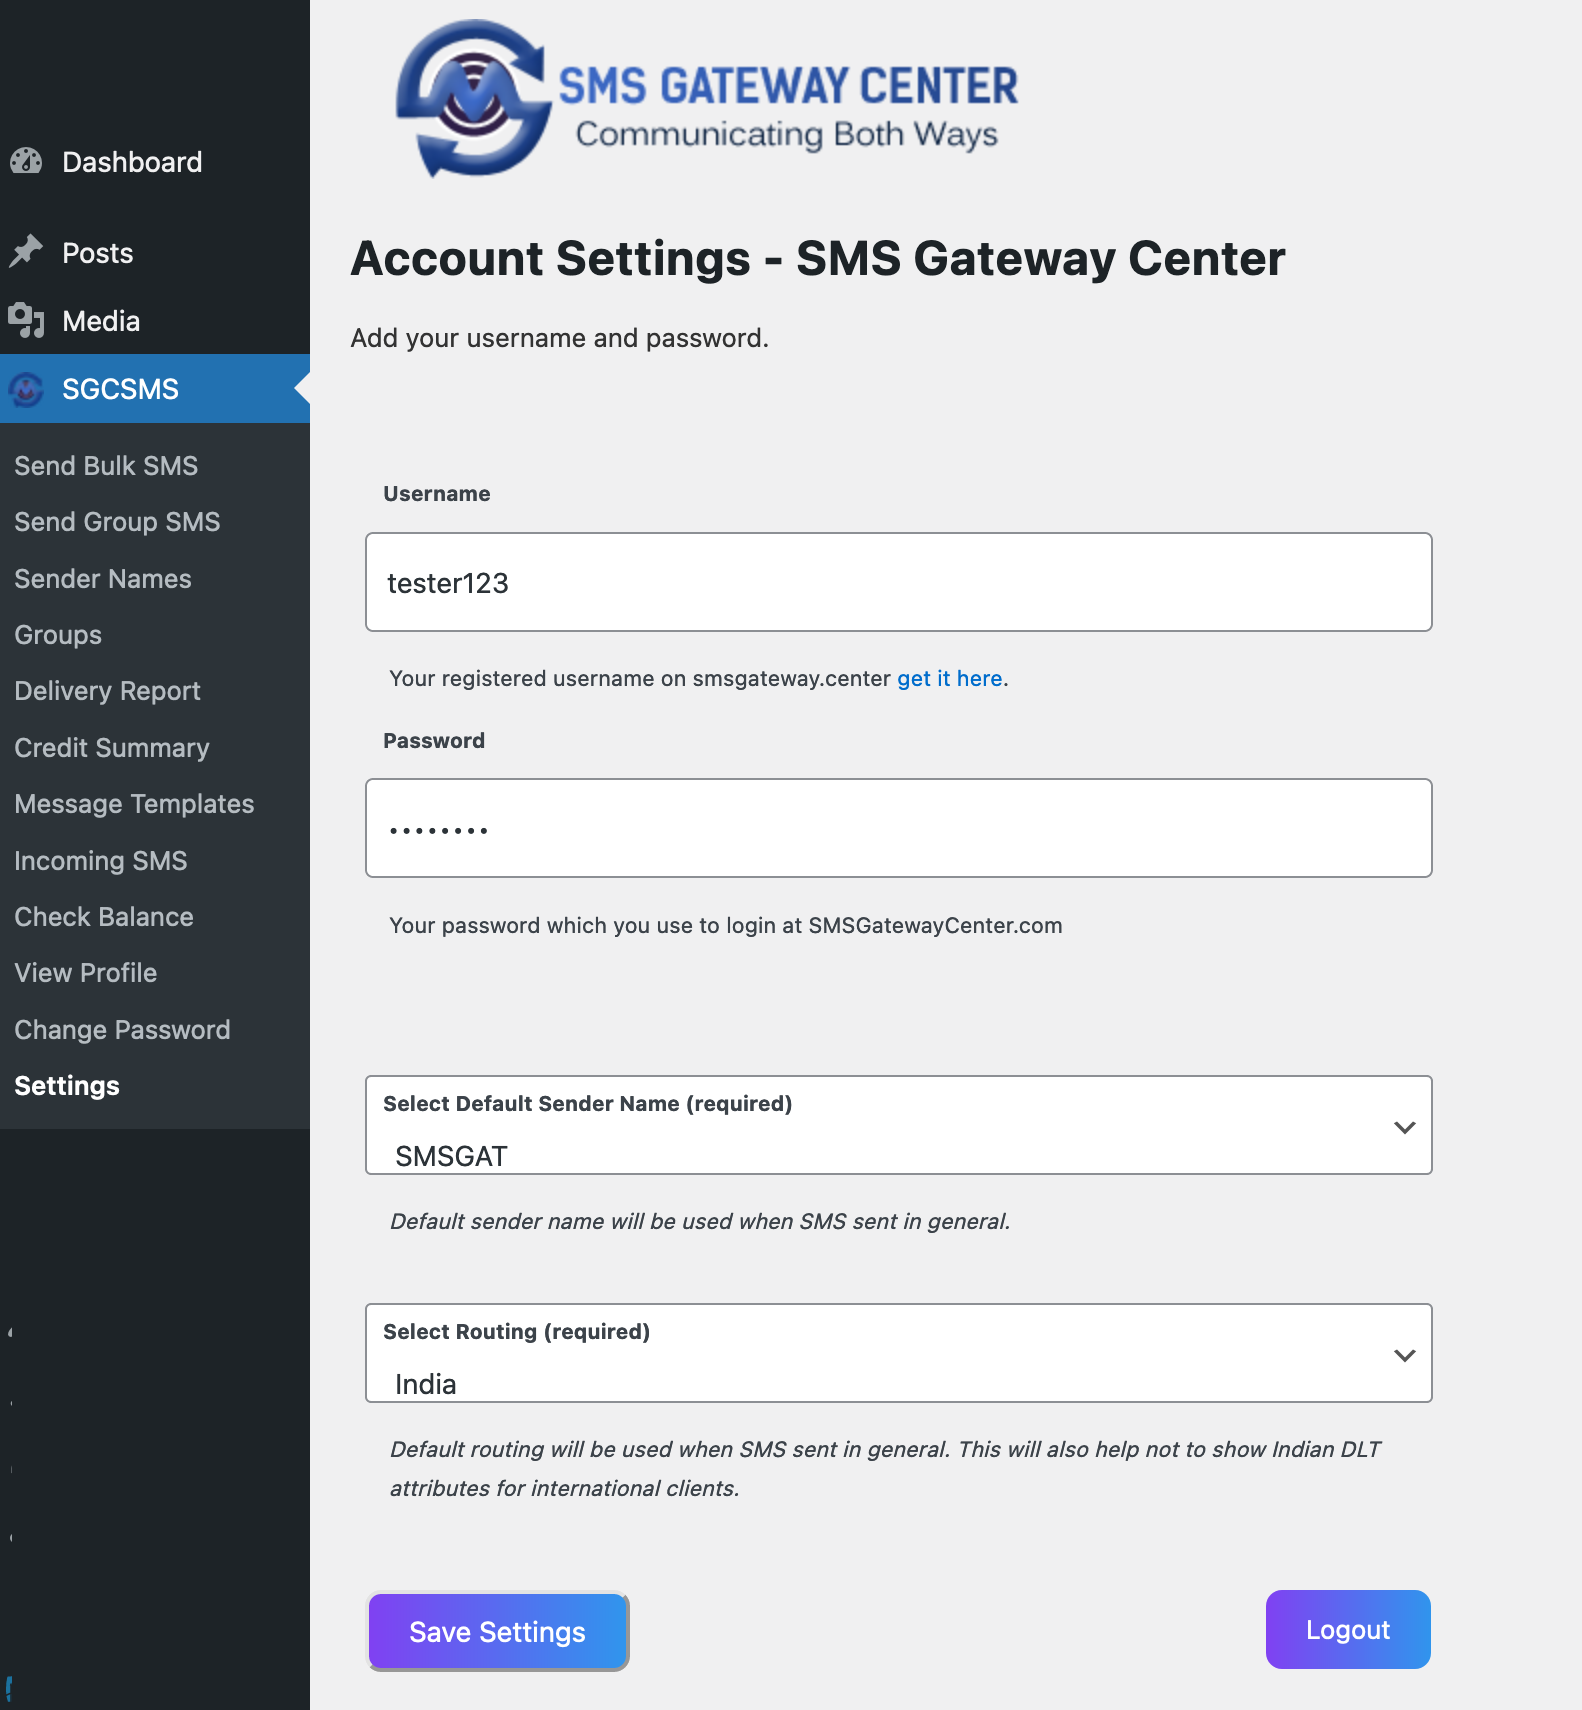 Dashboard
Posts
Media
SGCSMS
Send Bulk SMS
Send Group SMS
Sender Names
Groups
Delivery Report
Credit Summary
Message Templates
Incoming SMS
Check Balance
View Profile
Change Password
Settings
SMS GATEWAY CENTER
Communicating Both Ways
Account Settings - SMS Gateway Center
Add your username and password.
Username
tester123
Your registered username on smsgateway.center get it here.
Password
........
Your password which you use to login at SMSGatewayCenter.com
Select Default Sender Name (required)
SMSGAT
Default sender name will be used when SMS sent in general.
Select Routing (required)
India
Default routing will be used when SMS sent in general. This will also help not to show Indian DLT
attributes for international clients.
Save Settings
Logout